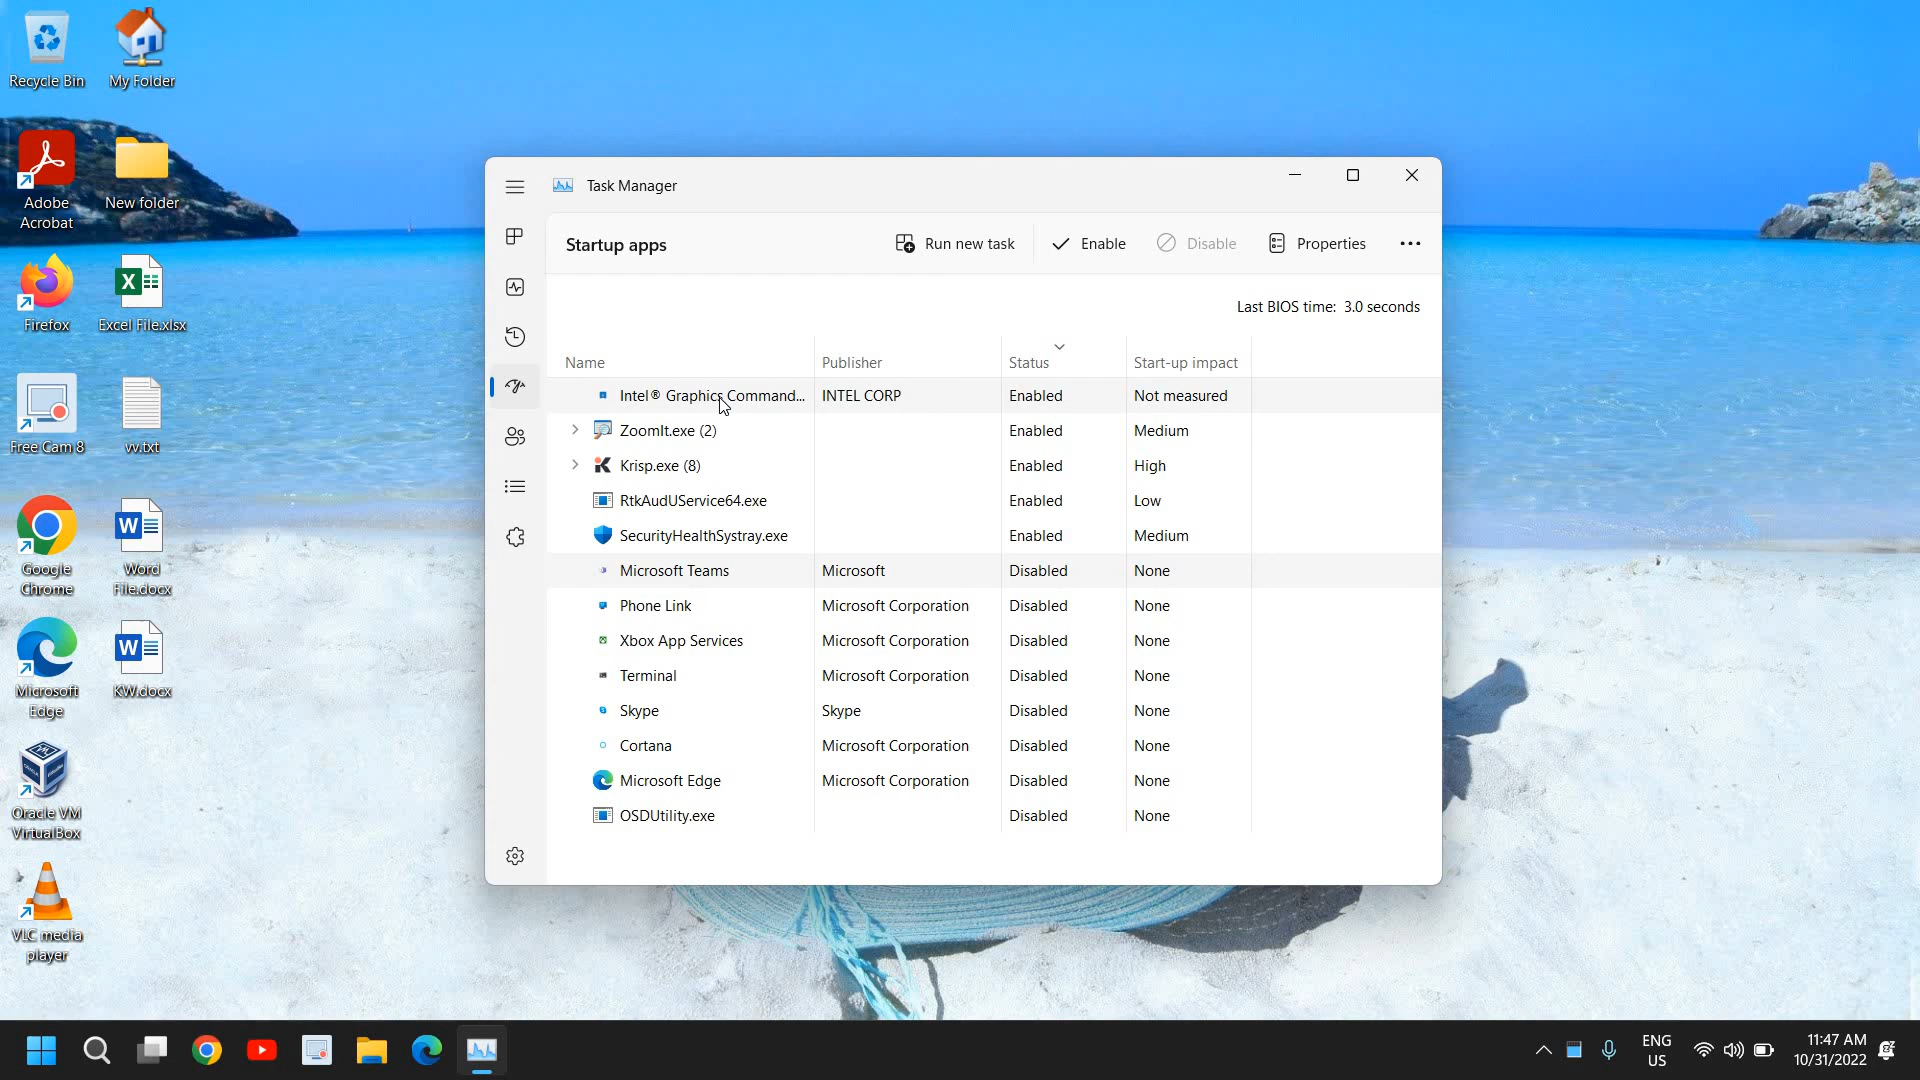 Recycle Bin
My Folder
Adobe
Acrobat
New folder
Firefox
Excel File.xlsx
Free Cam 8
vv.txt
Google
Chrome
Word
File.docx
Microsoft
Edge
KW.docx
Oracle VM
VirtualBox
VLC media
player
Task Manager
Startup apps
Run new task
Enable
Disable
Properties
Last BIOS time: 3.0 seconds
Name Publisher Status Start-up impact
Intel® Graphics Command... INTEL CORP Enabled Not measured
ZoomIt.exe (2) Enabled Medium
Krisp.exe (8) Enabled High
RtkAudUService64.exe Enabled Low
SecurityHealthSystray.exe Enabled Medium
Microsoft Teams Microsoft Disabled None
Phone Link Microsoft Corporation Disabled None
Xbox App Services Microsoft Corporation Disabled None
Terminal Microsoft Corporation Disabled None
Skype Skype Disabled None
Cortana Microsoft Corporation Disabled None
Microsoft Edge Microsoft Corporation Disabled None
OSDUtility.exe Disabled None
ENG
US
11:47 AM
10/31/2022